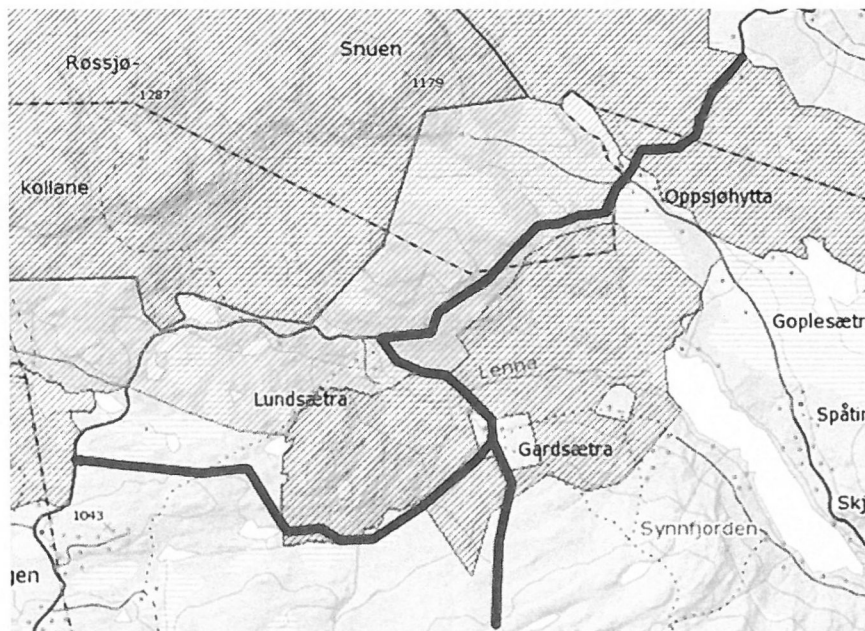 Snuen
Røssjø-
1179
1287
kollane
Oppsjøhytta
Goplesætr
Lenna
Lundsætra
Spåtin
Gardsætra
Skj
1043
Synnfjorden
gen